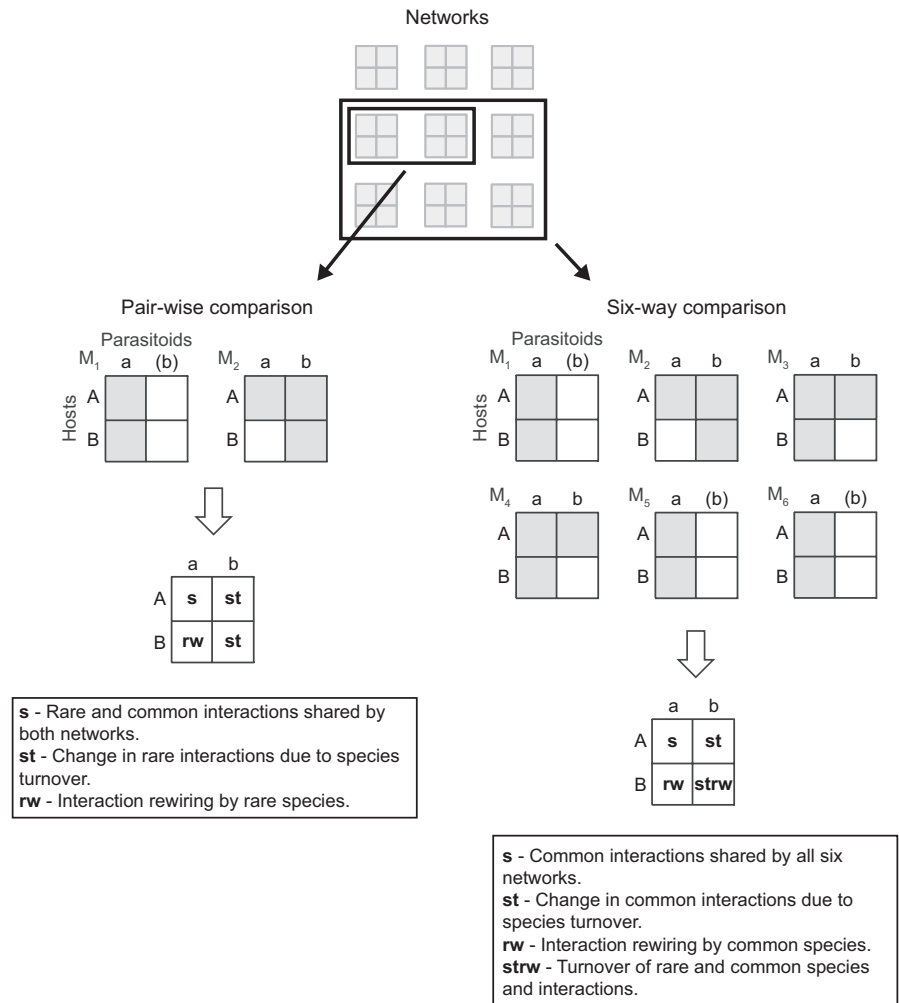 Networks
Pair-wise comparison
Parasitoids
M1 a (b) M2 a b
Hosts
A A
B B
a b
A s st
B rw st
s - Rare and common interactions shared by
both networks.
st - Change in rare interactions due to species
turnover.
rw - Interaction rewiring by rare species.
Six-way comparison
Parasitoids
M1 a (b) M2 a b M3 a b
Hosts
A A A
B B B
M4 a b M5 a (b) M6 a (b)
A A A
B B B
a b
A s st
B rw strw
s - Common interactions shared by all six
networks.
st - Change in common interactions due to
species turnover.
rw - Interaction rewiring by common species.
strw - Turnover of rare and common species
and interactions.